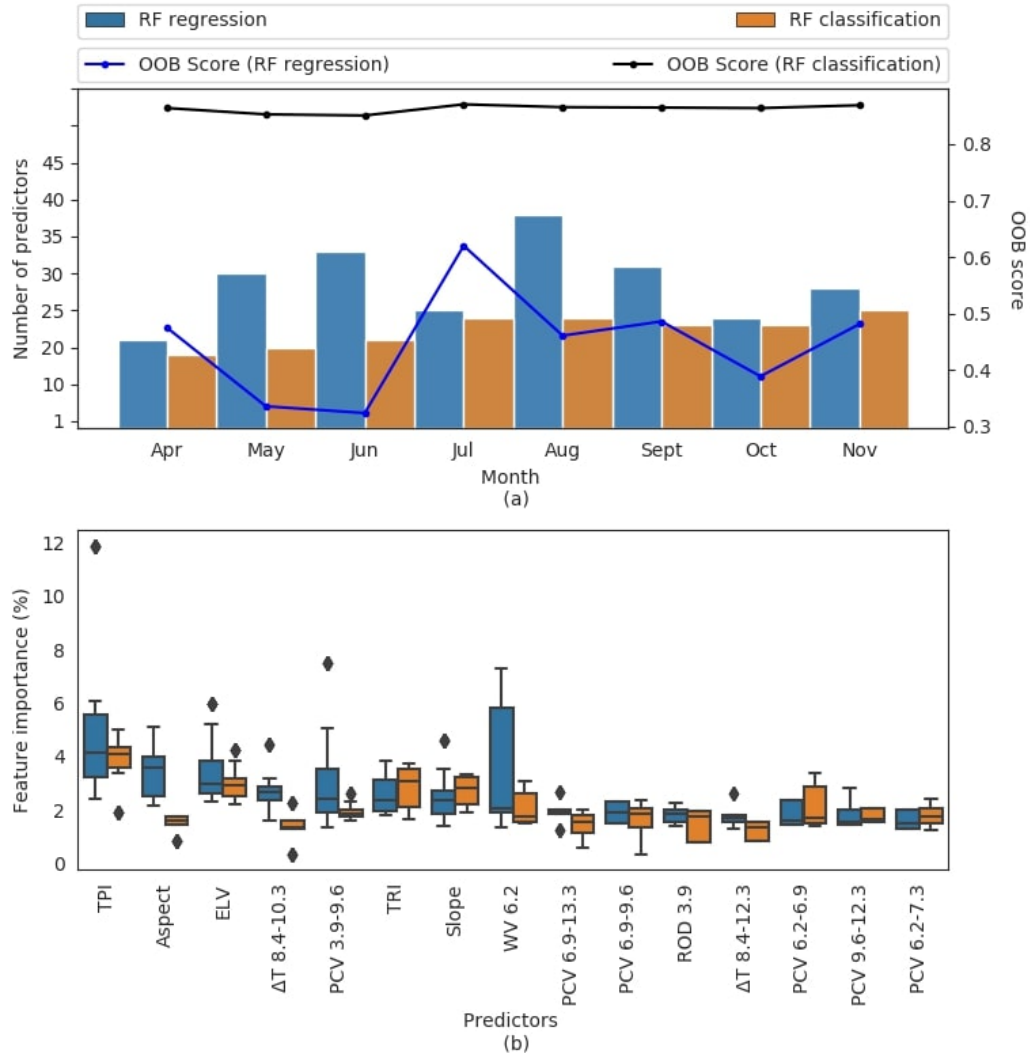 RF regression RF classification
OOB Score (RF regression) OOB Score (RF classification)
45
40
35
30
25
20
10
1
Number of predictors
0.8
0.7
0.6
0.5
0.4
0.3
OOB score
Apr May Jun Jul Aug Sept Oct Nov
Month
(a)
12
10
8
6
4
2
0
Feature importance (%)
TPI
Aspect
ELV
ΔT 8.4-10.3
PCV 3.9-9.6
TRI
Slope
WV 6.2
PCV 6.9-13.3
PCV 6.9-9.6
ROD 3.9
ΔT 8.4-12.3
PCV 6.2-6.9
PCV 9.6-12.3
PCV 6.2-7.3
Predictors
(b)